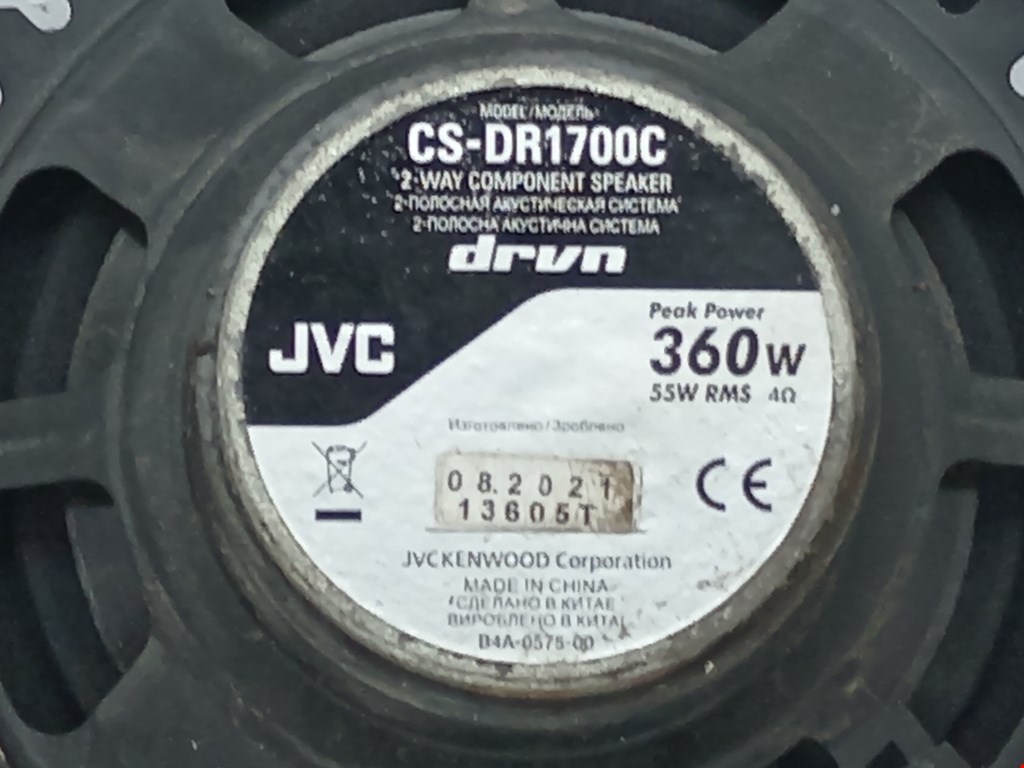 MODEL/МОДЕЛЬ
CS-DR1700C
2-WAY COMPONENT SPEAKER
2-ПОЛОСНАЯ АКУСТИЧЕСКАЯ СИСТЕМА
2-ПОЛОСНА АКУСТИЧНА СИСТЕМА
drvn
JVC
Peak Power
360W
55W RMS 4Ω
Изготовлено/Зроблено
08.2021
13605T
CE
JVCKENWOOD Corporation
MADE IN CHINA
СДЕЛАНО В КИТАЕ
ВИРОБЛЕНО В КИТАЇ
B4A-0575-00